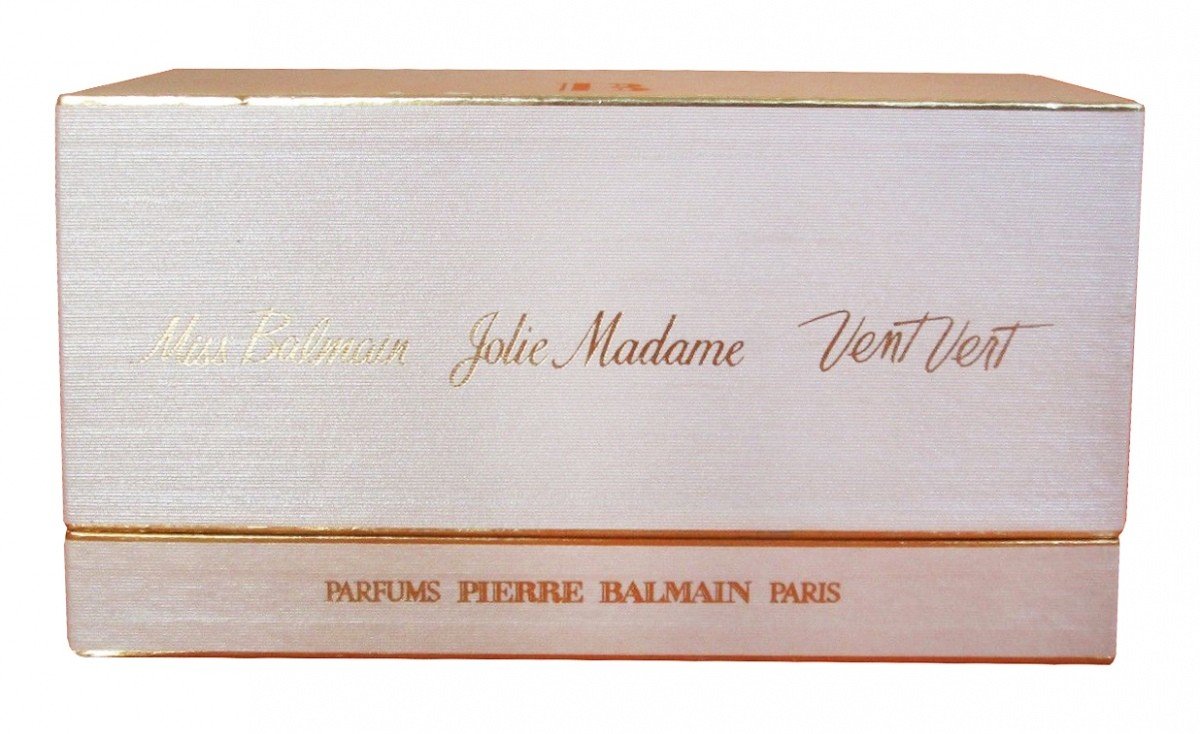 Miss Balmain Jolie Madame Vent Vert
PARFUMS PIERRE BALMAIN PARIS